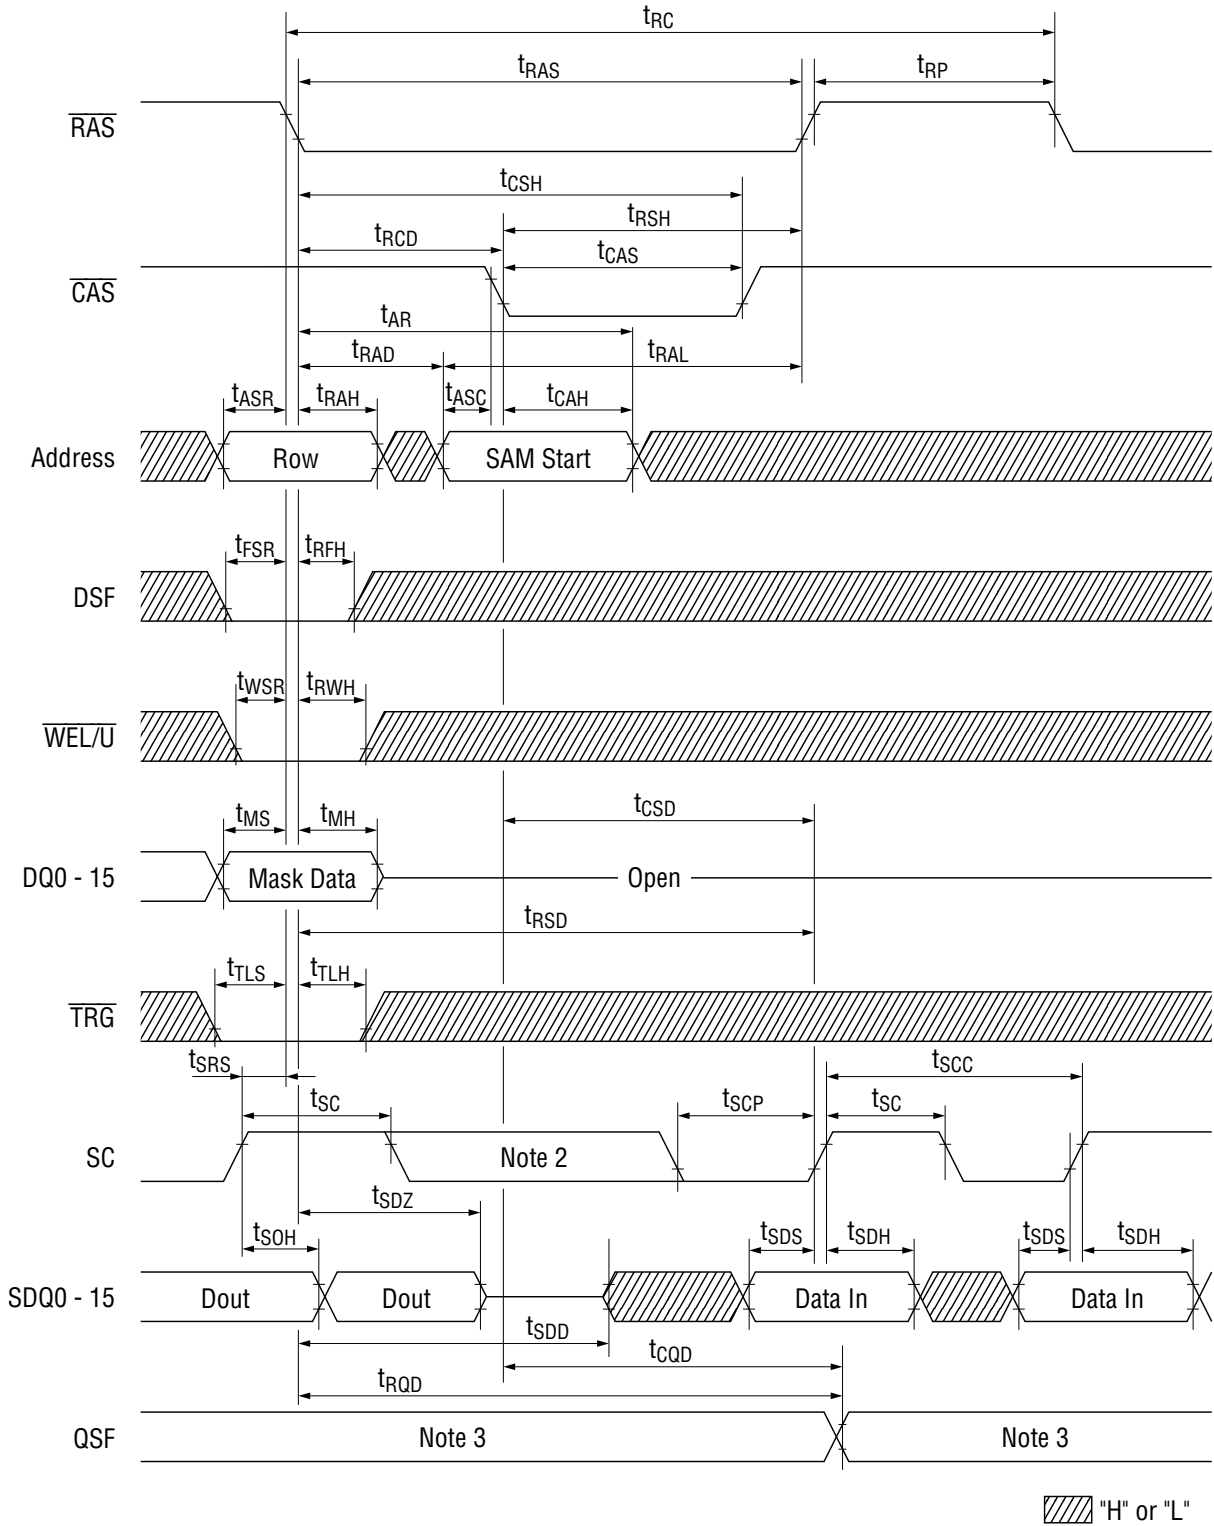 tRC
tRAS tRP
RAS
tCSH
tRSH
tRCD
tCAS
CAS
tAR
tRAD tRAL
tASR tRAH tASC tCAH
Address Row SAM Start
tFSR tRFH
DSF
tWSR tRWH
WEL/U
tCSD
tMS tMH
DQ0 - 15 Mask Data Open
tRSD
tTLS tTLH
TRG
tSRS tSCC
tSC tSCP tSC
SC Note 2
tSDZ
tSOH tSDS tSDH tSDS tSDH
SDQ0 - 15 Dout Dout Data In Data In
tSDD
tCQD
tRQD
QSF Note 3 Note 3
"H" or "L"